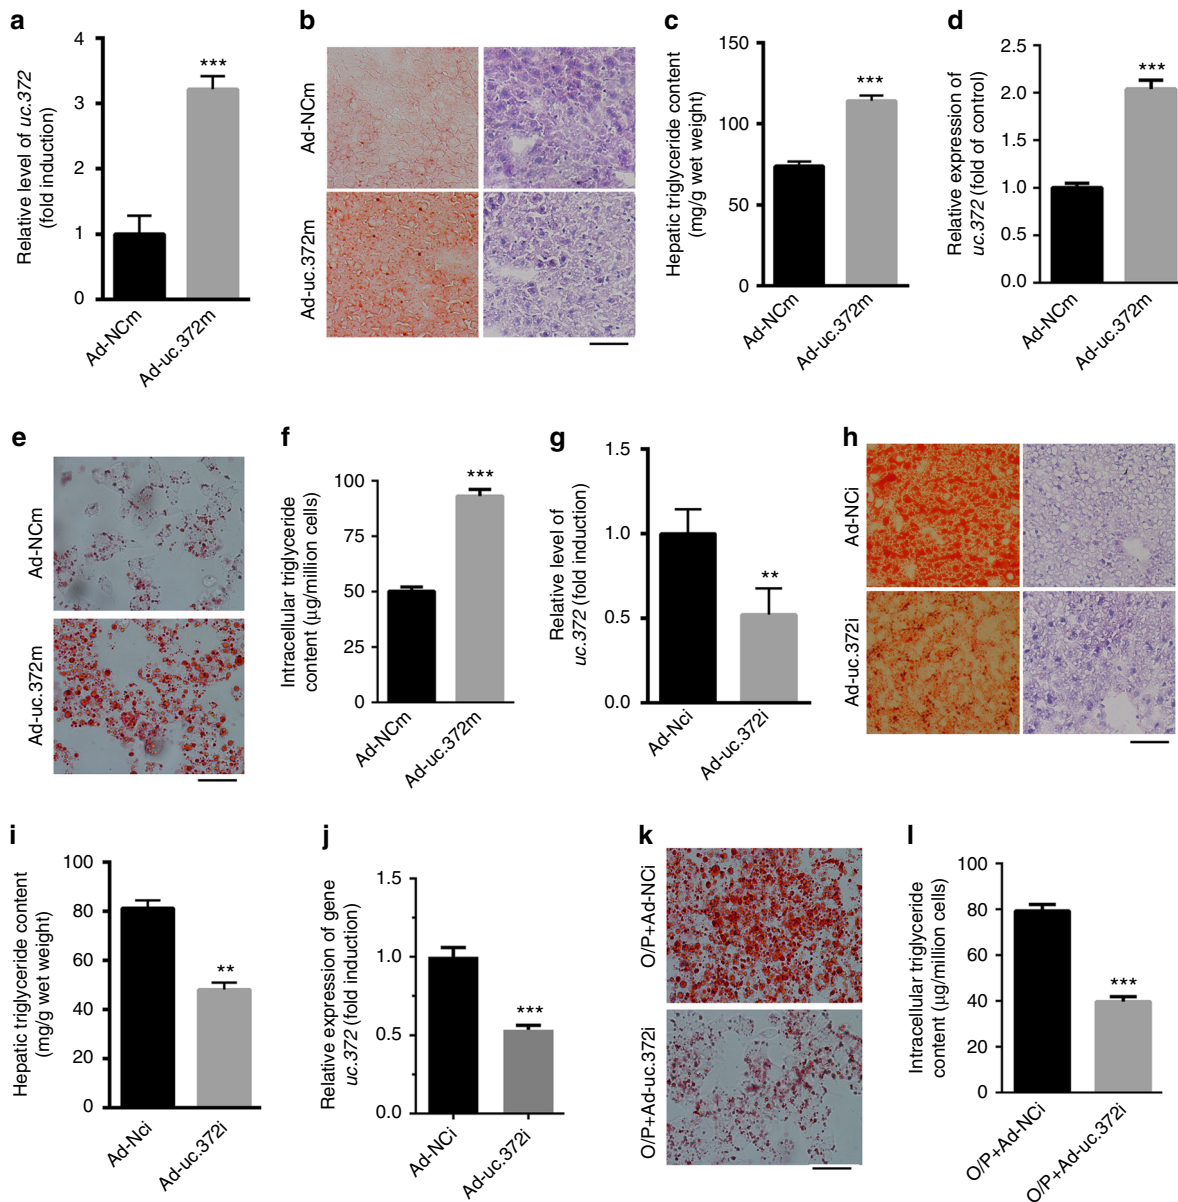 a
Relative level of uc.372
(fold induction)
4
3
2
1
0
***
Ad-NCm
Ad-uc.372m
b
Ad-NCm
Ad-uc.372m
c
Hepatic triglyceride content
(mg/g wet weight)
150
100
50
0
***
Ad-NCm
Ad-uc.372m
d
Relative expression of
uc.372 (fold of control)
2.5
2.0
1.5
1.0
0.5
0.0
***
Ad-NCm
Ad-uc.372m
e
Ad-NCm
Ad-uc.372m
f
Intracellular triglyceride
content (µg/million cells)
100
75
50
25
0
***
Ad-NCm
Ad-uc.372m
g
Relative level of
uc.372 (fold induction)
1.5
1.0
0.5
0.0
**
Ad-Nci
Ad-uc.372i
h
Ad-NCi
Ad-uc.372i
i
Hepatic triglyceride content
(mg/g wet weight)
100
80
60
40
20
0
**
Ad-Nci
Ad-uc.372i
j
Relative expression of gene
uc.372 (fold induction)
1.5
1.0
0.5
0.0
***
Ad-NCi
Ad-uc.372i
k
O/P+Ad-NCi
O/P+Ad-uc.372i
l
Intracellular triglyceride
content (µg/million cells)
100
80
60
40
20
0
***
O/P+Ad-NCi
O/P+Ad-uc.372i